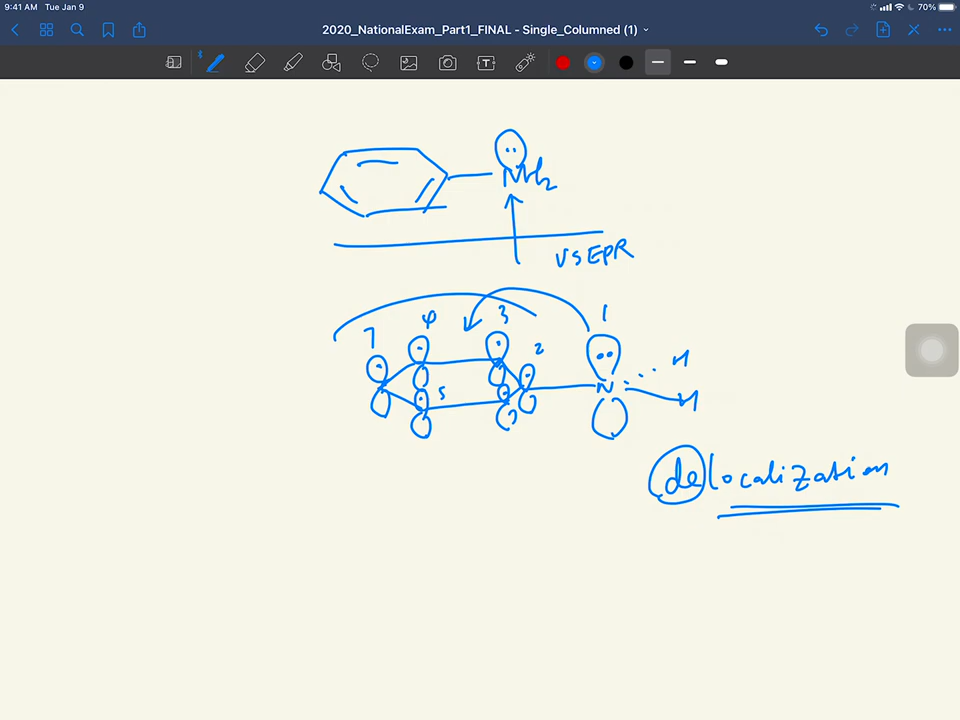 9:41 AM Tue Jan 9
70%
2020_NationalExam_Part1_FINAL - Single_Columned (1)
NH2
VSEPR
1
3
4
7
2
5
7
N
H
H
delocalization